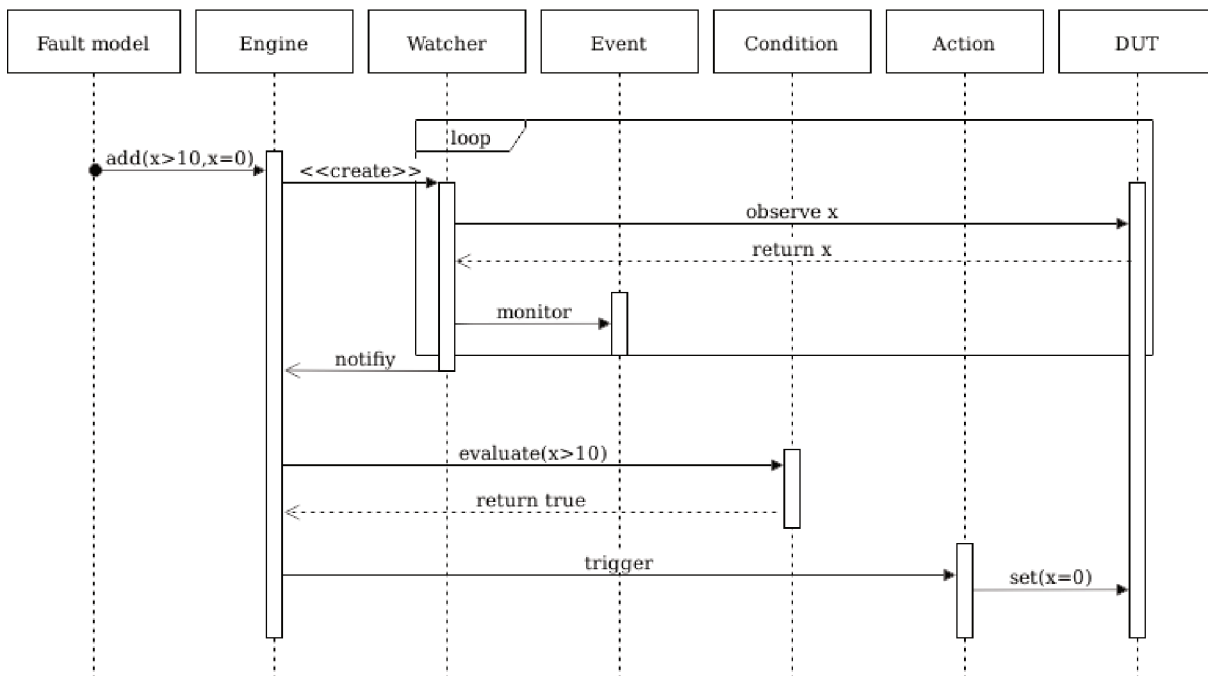 Fault model
Engine
Watcher
Event
Condition
Action
DUT
loop
add(x>10,x=0)
<<create>>
observe x
return x
monitor
notifiy
evaluate(x>10)
return true
trigger
set(x=0)